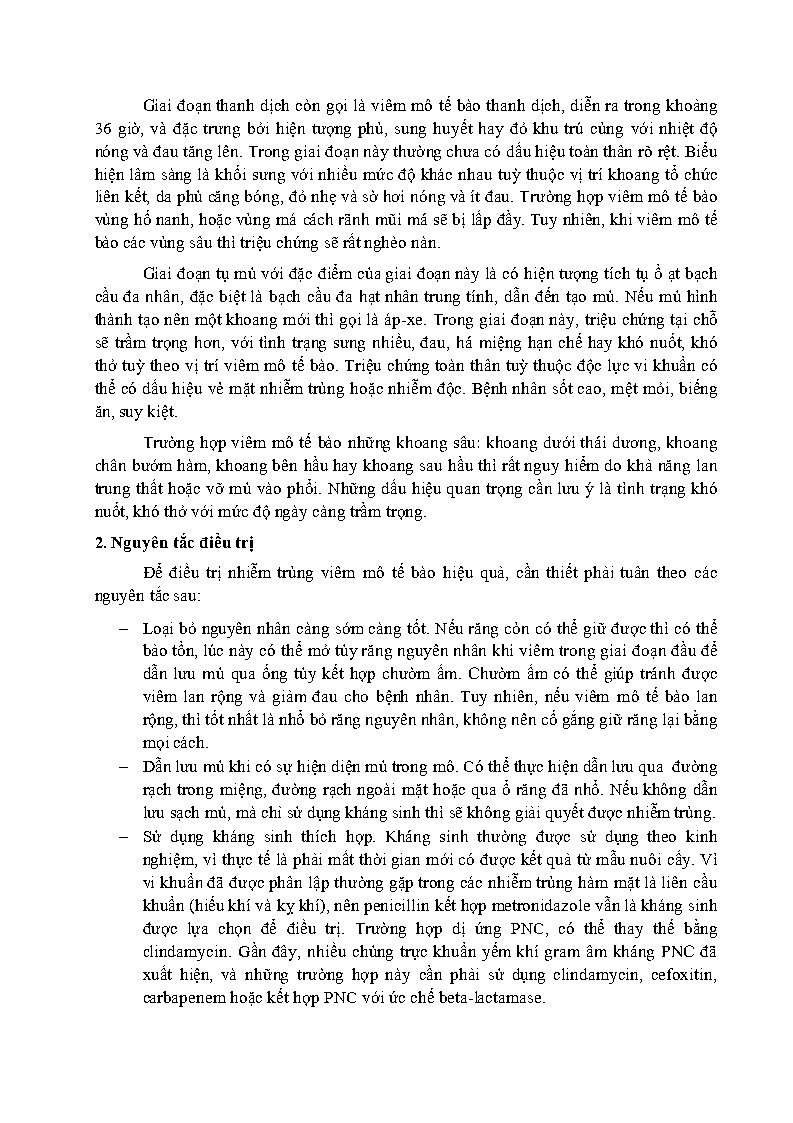 Giai đoạn thanh dịch còn gọi là viêm mô tế bào thanh dịch, diễn ra trong khoảng
36 giờ, và đặc trưng bởi hiện tượng phù, sung huyết hay đỏ khu trú cùng với nhiệt độ
nóng và đau tăng lên. Trong giai đoạn này thường chưa có dấu hiệu toàn thân rõ rệt. Biểu
hiện lâm sàng là khối sưng với nhiều mức độ khác nhau tuỳ thuộc vị trí khoang tổ chức
liên kết, da phủ căng bóng, đỏ nhẹ và sờ hơi nóng và ít đau. Trường hợp viêm mô tế bào
vùng hố nanh, hoặc vùng má cách rãnh mũi má sẽ bị lấp đầy. Tuy nhiên, khi viêm mô tế
bào các vùng sâu thì triệu chứng sẽ rất nghèo nàn.
Giai đoạn tụ mủ với đặc điểm của giai đoạn này là có hiện tượng tích tụ ồ ạt bạch
cầu đa nhân, đặc biệt là bạch cầu đa hạt nhân trung tính, dẫn đến tạo mủ. Nếu mủ hình
thành tạo nên một khoang mới thì gọi là áp-xe. Trong giai đoạn này, triệu chứng tại chỗ
sẽ trầm trọng hơn, với tình trạng sưng nhiều, đau, há miệng hạn chế hay khó nuốt, khó
thở tuỳ theo vị trí viêm mô tế bào. Triệu chứng toàn thân tuỳ thuộc độc lực vi khuẩn có
thể có dấu hiệu vẻ mặt nhiễm trùng hoặc nhiễm độc. Bệnh nhân sốt cao, mệt mỏi, biếng
ăn, suy kiệt.
Trường hợp viêm mô tế bào những khoang sâu: khoang dưới thái dương, khoang
chân bướm hàm, khoang bên hầu hay khoang sau hầu thì rất nguy hiểm do khả năng lan
trung thất hoặc vỡ mủ vào phổi. Những dấu hiệu quan trọng cần lưu ý là tình trạng khó
nuốt, khó thở với mức độ ngày càng trầm trọng.
2. Nguyên tắc điều trị
Để điều trị nhiễm trùng viêm mô tế bào hiệu quả, cần thiết phải tuân theo các
nguyên tắc sau:
– Loại bỏ nguyên nhân càng sớm càng tốt. Nếu răng còn có thể giữ được thì có thể
bảo tồn, lúc này có thể mở tủy răng nguyên nhân khi viêm trong giai đoạn đầu để
dẫn lưu mủ qua ống tủy kết hợp chườm ấm. Chườm ấm có thể giúp tránh được
viêm lan rộng và giảm đau cho bệnh nhân. Tuy nhiên, nếu viêm mô tế bào lan
rộng, thì tốt nhất là nhổ bỏ răng nguyên nhân, không nên cố gắng giữ răng lại bằng
mọi cách.
– Dẫn lưu mủ khi có sự hiện diện mủ trong mô. Có thể thực hiện dẫn lưu qua đường
rạch trong miệng, đường rạch ngoài mặt hoặc qua ổ răng đã nhổ. Nếu không dẫn
lưu sạch mủ, mà chỉ sử dụng kháng sinh thì sẽ không giải quyết được nhiễm trùng.
– Sử dụng kháng sinh thích hợp. Kháng sinh thường được sử dụng theo kinh
nghiệm, vì thực tế là phải mất thời gian mới có được kết quả từ mẫu nuôi cấy. Vì
vi khuẩn đã được phân lập thường gặp trong các nhiễm trùng hàm mặt là liên cầu
khuẩn (hiếu khí và kỵ khí), nên penicillin kết hợp metronidazole vẫn là kháng sinh
được lựa chọn để điều trị. Trường hợp dị ứng PNC, có thể thay thế bằng
clindamycin. Gần đây, nhiều chủng trực khuẩn yếm khí gram âm kháng PNC đã
xuất hiện, và những trường hợp này cần phải sử dụng clindamycin, cefoxitin,
carbapenem hoặc kết hợp PNC với ức chế beta-lactamase.